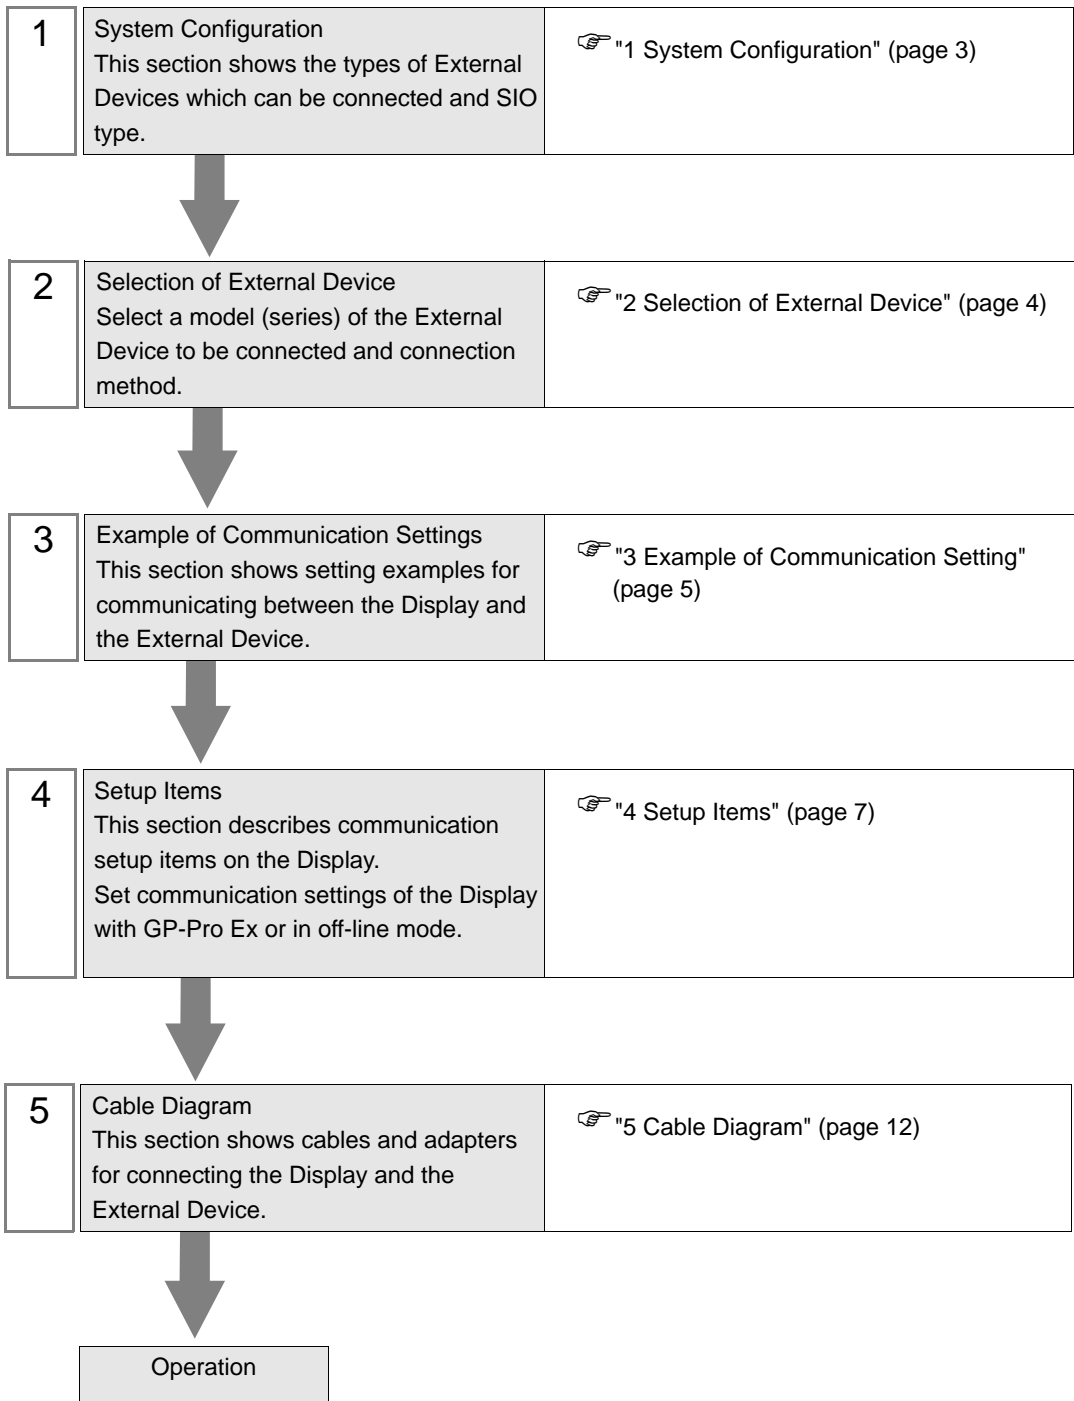 1
System Configuration
This section shows the types of External
Devices which can be connected and SIO
type.
"1 System Configuration" (page 3)
2
Selection of External Device
Select a model (series) of the External
Device to be connected and connection
method.
"2 Selection of External Device" (page 4)
3
Example of Communication Settings
This section shows setting examples for
communicating between the Display and
the External Device.
"3 Example of Communication Setting"
(page 5)
4
Setup Items
This section describes communication
setup items on the Display.
Set communication settings of the Display
with GP-Pro Ex or in off-line mode.
"4 Setup Items" (page 7)
5
Cable Diagram
This section shows cables and adapters
for connecting the Display and the
External Device.
"5 Cable Diagram" (page 12)
Operation